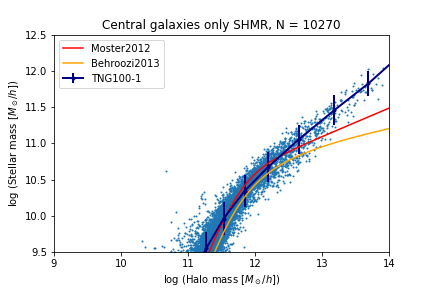 Central galaxies only SHMR, N = 10270
12.5
12.0
11.5
11.0
10.5
10.0
9.5
log (Stellar mass [M⊙/h])
Moster2012
Behroozi2013
TNG100-1
9
10
11
12
13
14
log (Halo mass [M⊙/h])